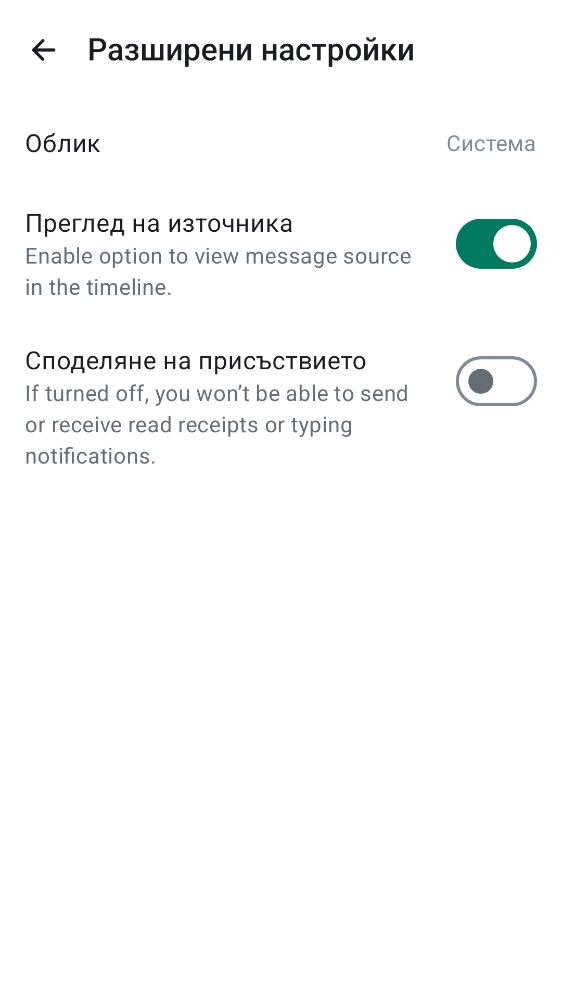 Разширени настройки
Облик
Система
Преглед на източника
Enable option to view message source
in the timeline.
Споделяне на присъствието
If turned off, you won’t be able to send
or receive read receipts or typing
notifications.